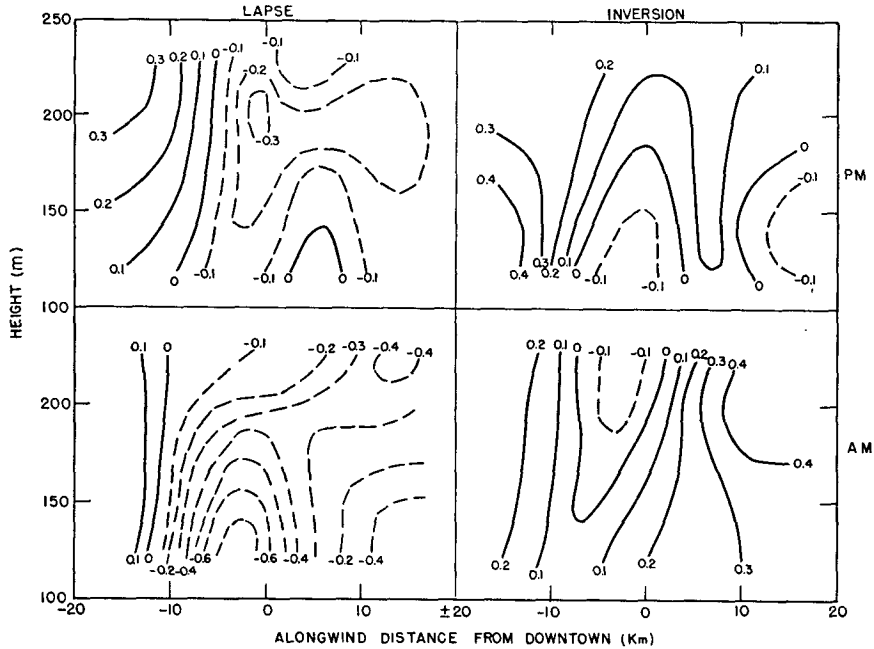 LAPSE INVERSION
250
0.3 0.2 0.1 0 -0.1 -0.1 -0.1
-0.2
0.2 0.1
200
-0.3
0.3
0.3
0 -0.1
PM
0.2
0.4
150
0.1 0 -0.1 -0.1 0 0 -0.1
0.4 0.3 0.2 0.1 0 -0.1 -0.1 0 0 -0.1
100
HEIGHT (m)
0.1 0 -0.1 -0.2 -0.3 -0.4 -0.4
0.2 0.1 0 -0.1 -0.1 0 0.1 0.2 0.3 0.4
200
0.4
AM
150
0.1 0 -0.2 -0.4 -0.6 -0.6 -0.4 -0.2 -0.4
0.2 0.1 0.1 0.2 0.3
100
-20 -10 0 10 ±20 -10 0 10 20
ALONGWIND DISTANCE FROM DOWNTOWN (Km)